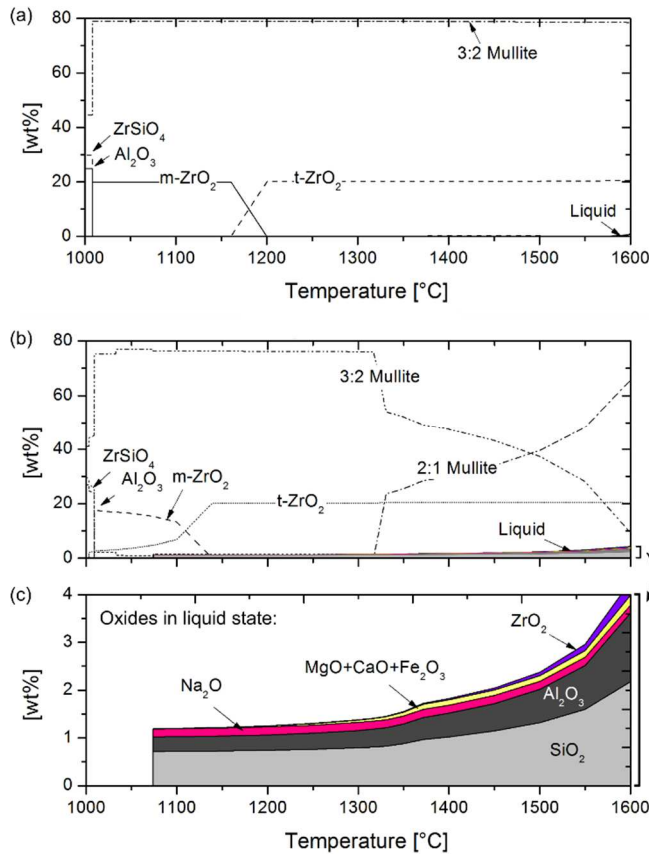 (a)
80
60
40
20
0
[wt%]
3:2 Mullite
ZrSiO₄
Al₂O₃
m-ZrO₂
t-ZrO₂
Liquid
1000 1100 1200 1300 1400 1500 1600
Temperature [°C]
(b)
80
60
40
20
0
[wt%]
3:2 Mullite
ZrSiO₄
Al₂O₃
m-ZrO₂
2:1 Mullite
t-ZrO₂
Liquid
(c)
4
3
2
1
0
[wt%]
Oxides in liquid state:
ZrO₂
MgO+CaO+Fe₂O₃
Na₂O
Al₂O₃
SiO₂
1000 1100 1200 1300 1400 1500 1600
Temperature [°C]